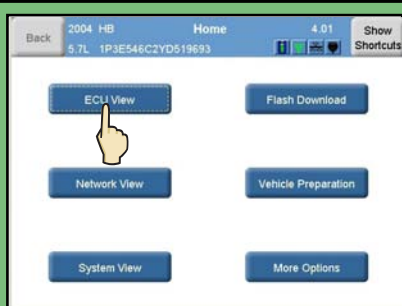 Back
2004 HB Home 4.01
5.7L 1P3E546C2YD519693
Show
Shortcuts
ECU View
Flash Download
Network View
Vehicle Preparation
System View
More Options